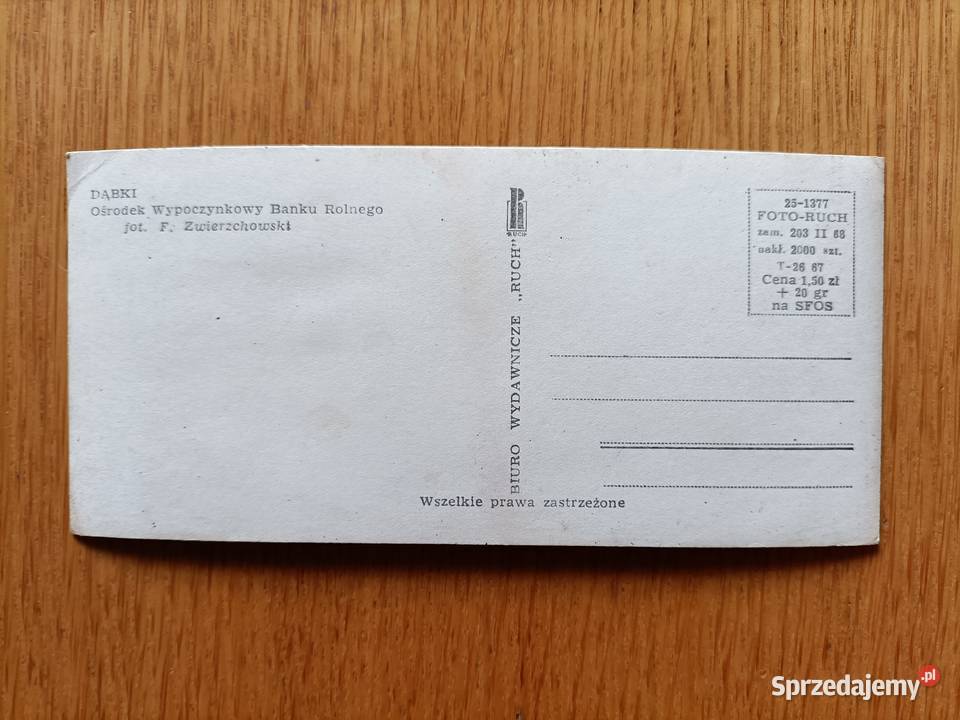 DĄBKI
Ośrodek Wypoczynkowy Banku Rolnego
fot. F. Zwierzchowski
RUCH
BIURO WYDAWNICZE „RUCH"
25-1377
FOTO-RUCH
zam. 203 II 68
nakł. 2000 szt.
T-26 67
Cena 1,50 zł
+ 20 gr
na SFOS
Wszelkie prawa zastrzeżone
Sprzedajemy.pl